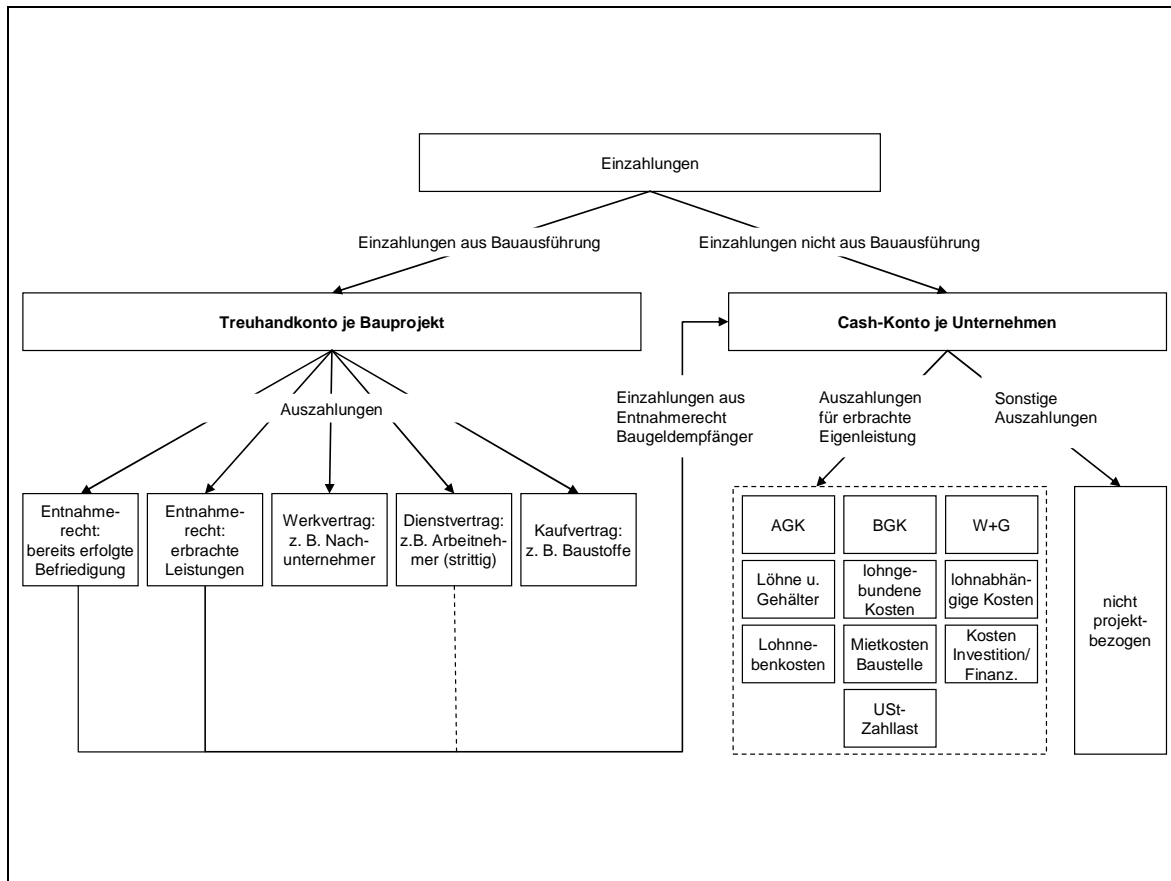 Einzahlungen
Einzahlungen aus Bauausführung
Einzahlungen nicht aus Bauausführung
Treuhandkonto je Bauprojekt
Cash-Konto je Unternehmen
Auszahlungen
Einzahlungen aus
Entnahmerecht
Baugeldempfänger
Auszahlungen
für erbrachte
Eigenleistung
Sonstige
Auszahlungen
Entnahme-
recht:
bereits erfolgte
Befriedigung
Entnahme-
recht:
erbrachte
Leistungen
Werkvertrag:
z. B. Nach-
unternehmer
Dienstvertrag:
z.B. Arbeitneh-
mer (strittig)
Kaufvertrag:
z. B. Baustoffe
AGK
BGK
W+G
Löhne u.
Gehälter
lohnge-
bundene
Kosten
lohnabhän-
gige Kosten
Lohnne-
benkosten
Mietkosten
Baustelle
Kosten
Investition/
Finanz.
USt-
Zahllast
nicht
projekt-
bezogen